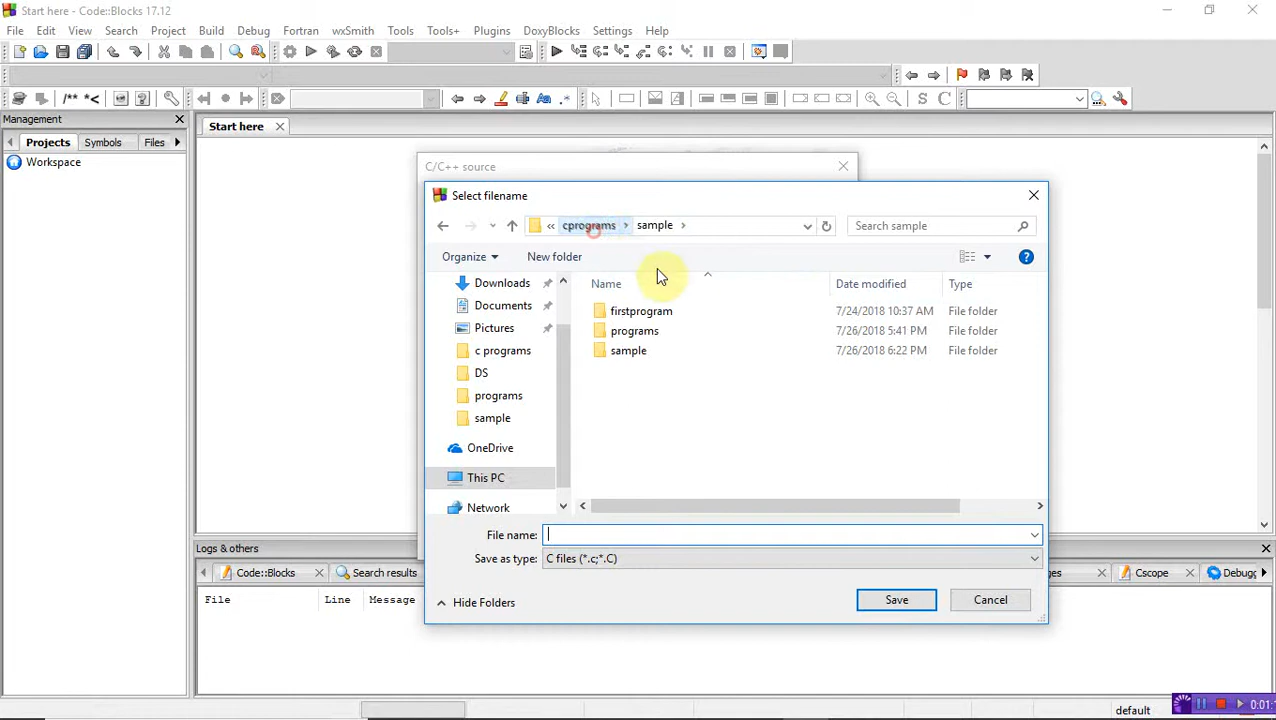 Start here - Code::Blocks 17.12
File Edit View Search Project Build Debug Fortran wxSmith Tools Tools+ Plugins DoxyBlocks Settings Help
/** *<
S C
Management
Start here
Projects Symbols Files
Workspace
C/C++ source
Select filename
« cprograms › sample ›
Search sample
Organize New folder
Name Date modified Type
Downloads
Documents
Pictures
c programs
DS
programs
sample
OneDrive
This PC
Network
firstprogram 7/24/2018 10:37 AM File folder
programs 7/26/2018 5:41 PM File folder
sample 7/26/2018 6:22 PM File folder
File name:
Save as type: C files (*.c;*.C)
Hide Folders Save Cancel
Logs & others
Code::Blocks Search results Cscope
File Line Message
default